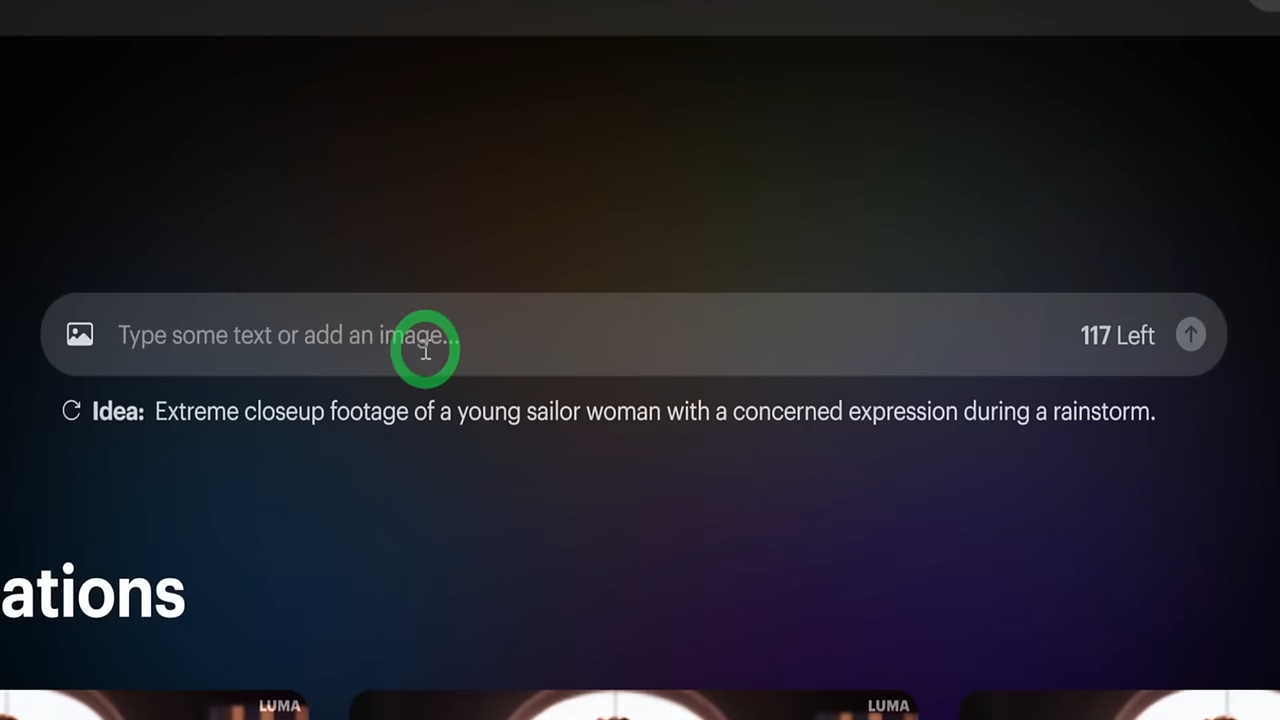 Type some text or add an image...
117 Left
Idea: Extreme closeup footage of a young sailor woman with a concerned expression during a rainstorm.
ations
LUMA
LUMA